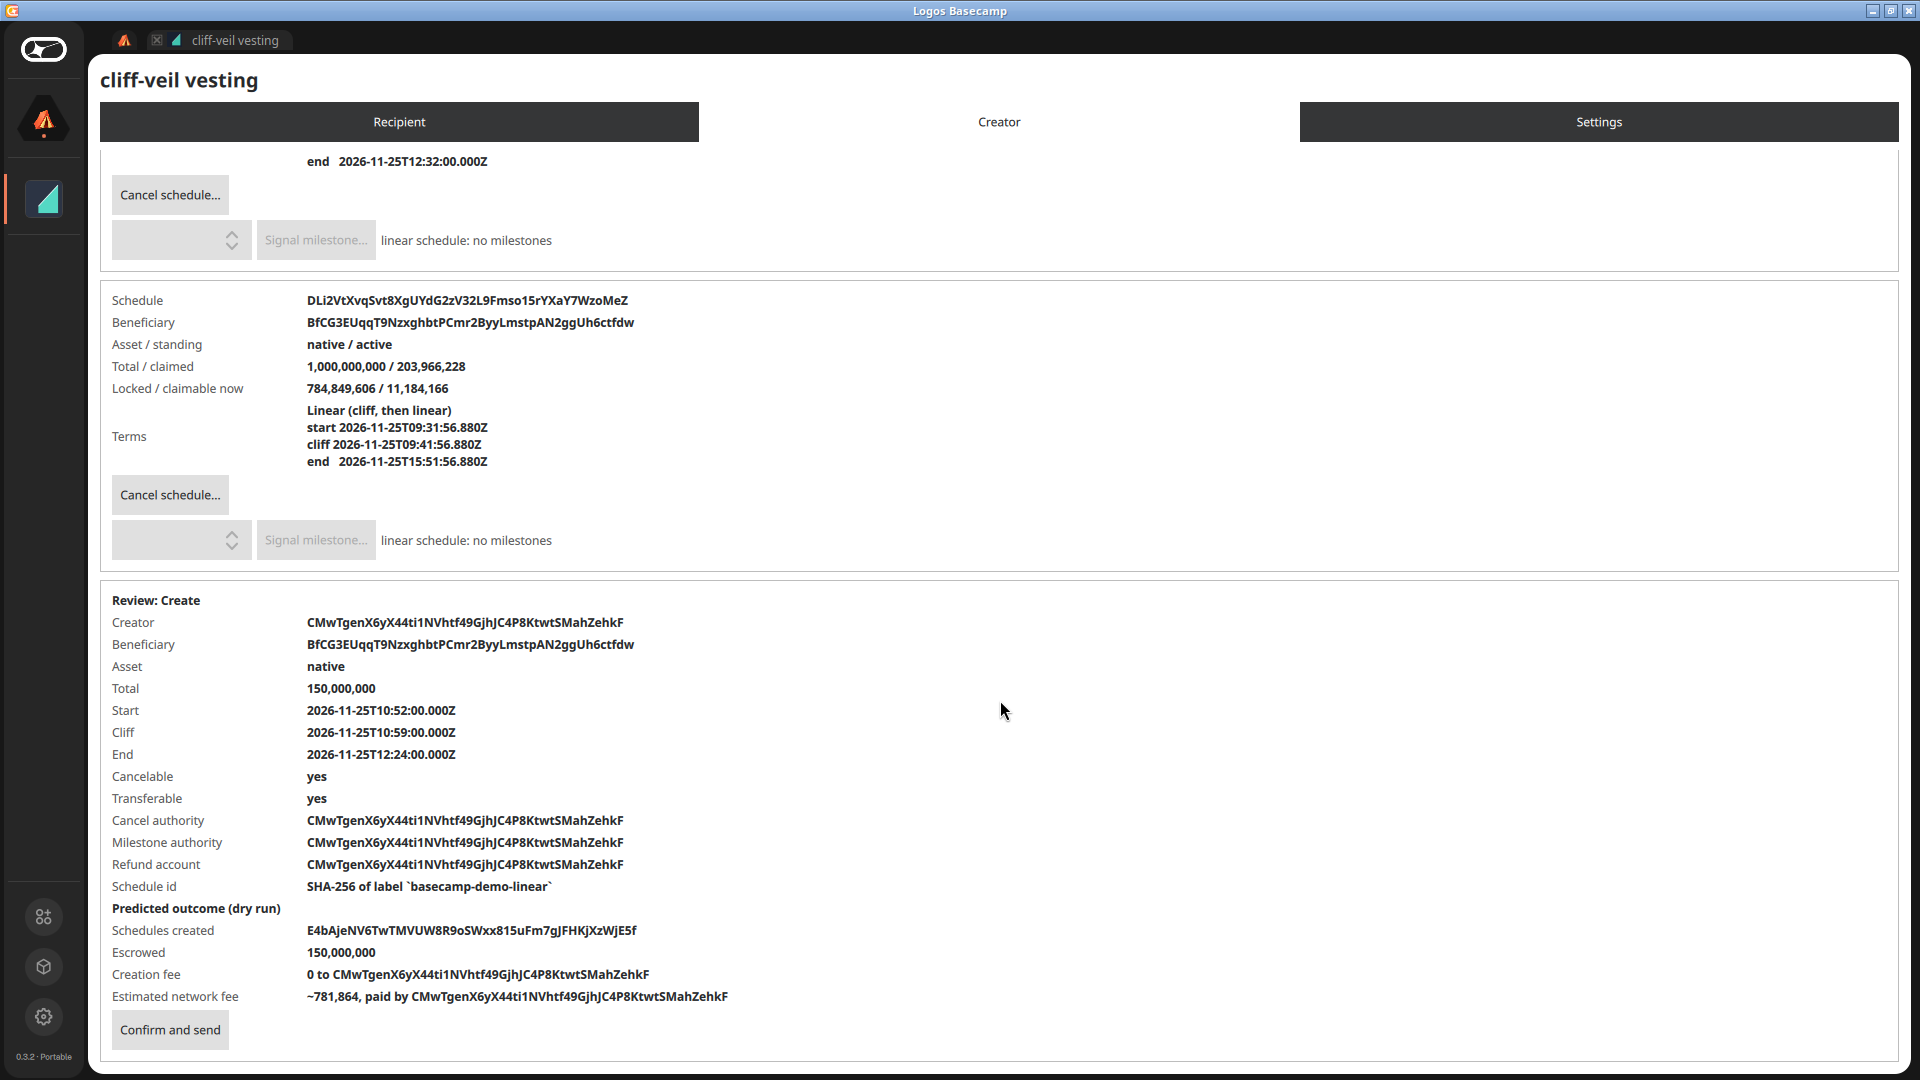 Logos Basecamp
cliff-veil vesting
cliff-veil vesting
Recipient
Creator
Settings
end 2026-11-25T12:32:00.000Z
Cancel schedule...
Signal milestone... linear schedule: no milestones
Schedule DLi2VtXvqSvt8XgUYdG2zV32L9Fmso15rYXaY7WzoMeZ
Beneficiary BfCG3EUqqT9NzxghbtPCmr2ByyLmstpAN2ggUh6ctfdw
Asset / standing native / active
Total / claimed 1,000,000,000 / 203,966,228
Locked / claimable now 784,849,606 / 11,184,166
Terms Linear (cliff, then linear)
start 2026-11-25T09:31:56.880Z
cliff 2026-11-25T09:41:56.880Z
end 2026-11-25T15:51:56.880Z
Cancel schedule...
Signal milestone... linear schedule: no milestones
Review: Create
Creator CMwTgenX6yX44ti1NVhtf49GjhJC4P8KtwtSMahZehkF
Beneficiary BfCG3EUqqT9NzxghbtPCmr2ByyLmstpAN2ggUh6ctfdw
Asset native
Total 150,000,000
Start 2026-11-25T10:52:00.000Z
Cliff 2026-11-25T10:59:00.000Z
End 2026-11-25T12:24:00.000Z
Cancelable yes
Transferable yes
Cancel authority CMwTgenX6yX44ti1NVhtf49GjhJC4P8KtwtSMahZehkF
Milestone authority CMwTgenX6yX44ti1NVhtf49GjhJC4P8KtwtSMahZehkF
Refund account CMwTgenX6yX44ti1NVhtf49GjhJC4P8KtwtSMahZehkF
Schedule id SHA-256 of label `basecamp-demo-linear`
Predicted outcome (dry run)
Schedules created E4bAjeNV6TwTMVUW8R9oSWxx815uFm7gJFHKjXzWjE5f
Escrowed 150,000,000
Creation fee 0 to CMwTgenX6yX44ti1NVhtf49GjhJC4P8KtwtSMahZehkF
Estimated network fee ~781,864, paid by CMwTgenX6yX44ti1NVhtf49GjhJC4P8KtwtSMahZehkF
Confirm and send
0.3.2 · Portable